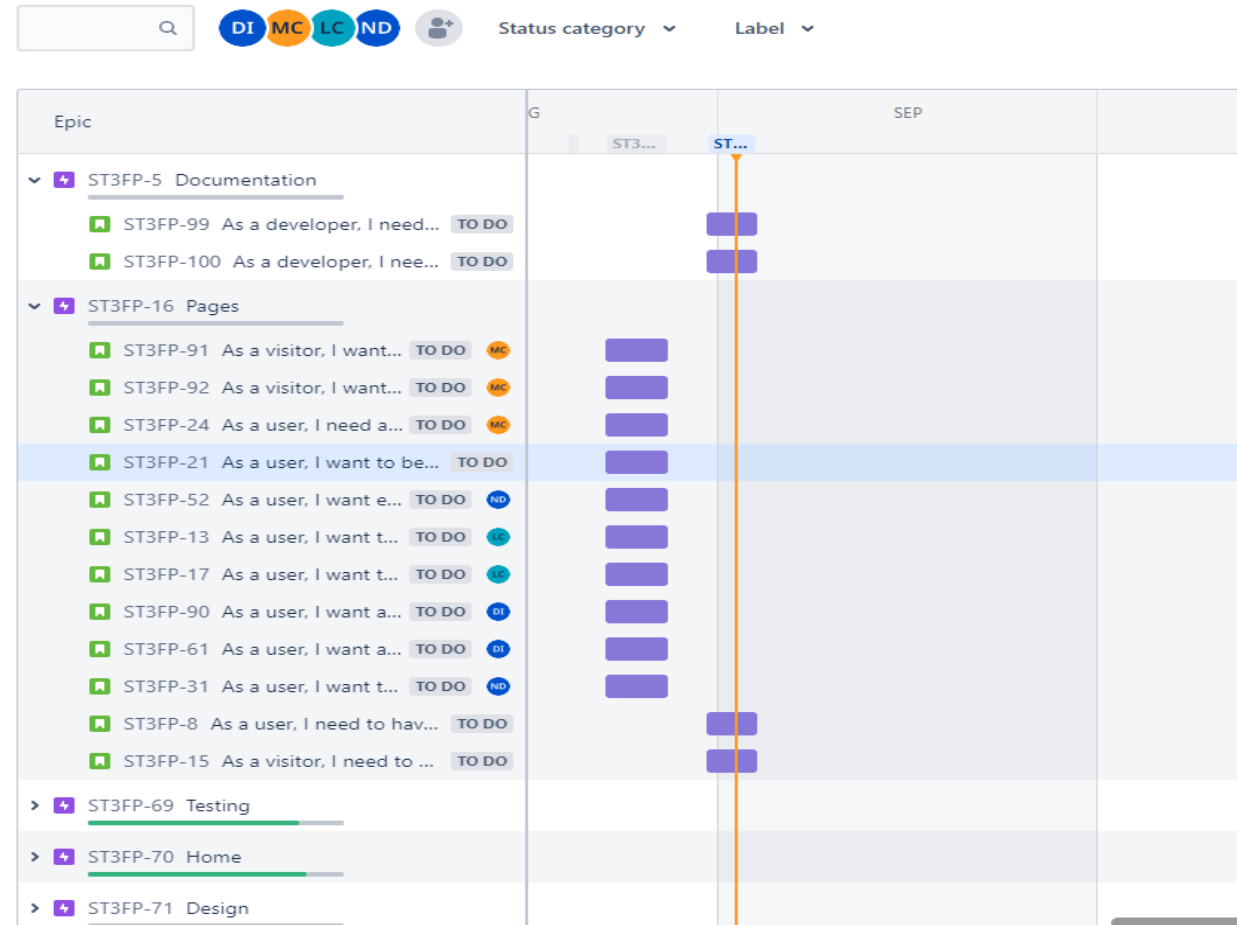 DI MC LC ND Status category Label
Epic G SEP
ST3... ST...
ST3FP-5 Documentation
ST3FP-99 As a developer, I need... TO DO
ST3FP-100 As a developer, I nee... TO DO
ST3FP-16 Pages
ST3FP-91 As a visitor, I want... TO DO MC
ST3FP-92 As a visitor, I want... TO DO MC
ST3FP-24 As a user, I need a... TO DO MC
ST3FP-21 As a user, I want to be... TO DO
ST3FP-52 As a user, I want e... TO DO ND
ST3FP-13 As a user, I want t... TO DO LC
ST3FP-17 As a user, I want t... TO DO LC
ST3FP-90 As a user, I want a... TO DO DI
ST3FP-61 As a user, I want a... TO DO DI
ST3FP-31 As a user, I want t... TO DO ND
ST3FP-8 As a user, I need to hav... TO DO
ST3FP-15 As a visitor, I need to ... TO DO
ST3FP-69 Testing
ST3FP-70 Home
ST3FP-71 Design